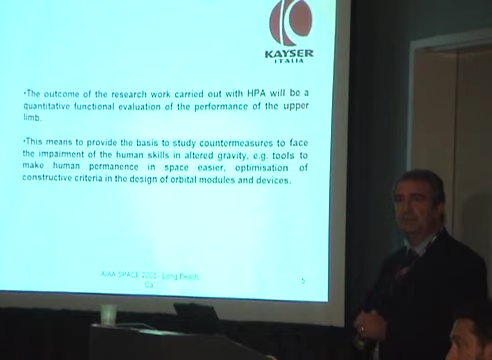 KAYSER
ITALIA
•The outcome of the research work carried out with HPA will be a
quantitative functional evaluation of the performance of the upper
limb.
•This means to provide the basis to study countermeasures to face
the impairment of the human skills in altered gravity, e.g. tools to
make human permanence in space easier, optimisation of
constructive criteria in the design of orbital modules and devices.
AIAA SPACE 2003 - Long Beach,
Ca
5